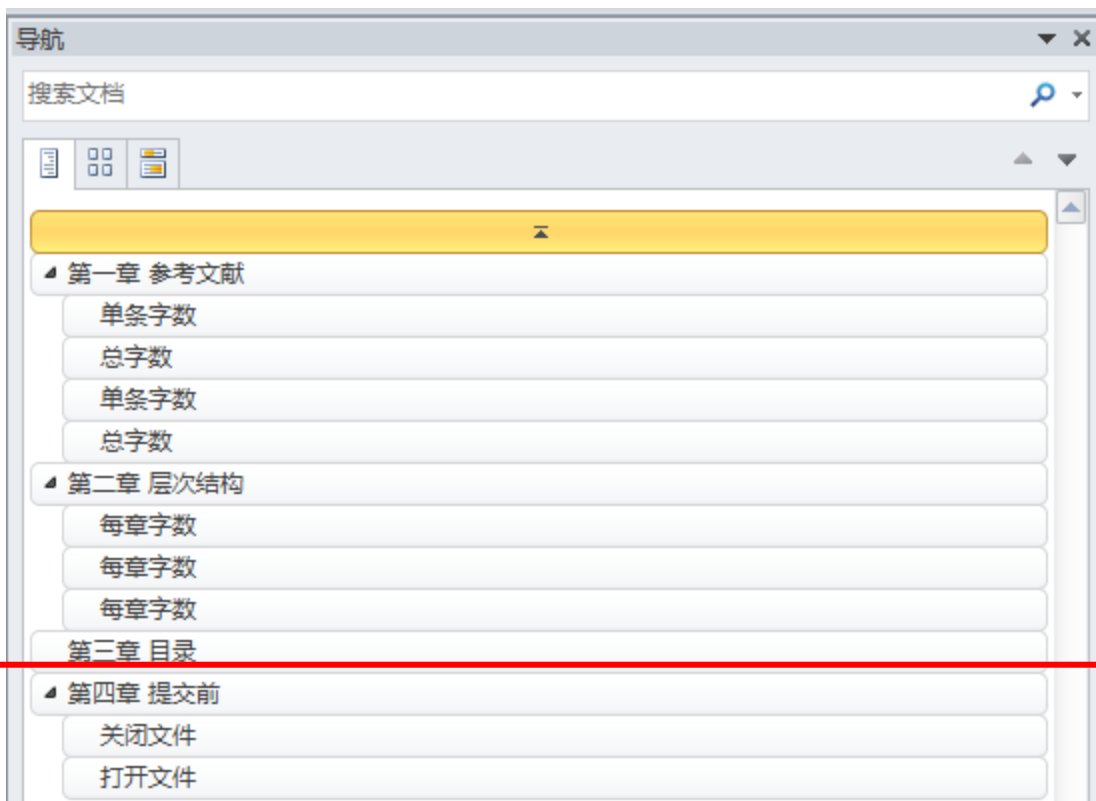 导航
搜索文档
第一章 参考文献
单条字数
总字数
单条字数
总字数
第二章 层次结构
每章字数
每章字数
每章字数
第三章 目录
第四章 提交前
关闭文件
打开文件